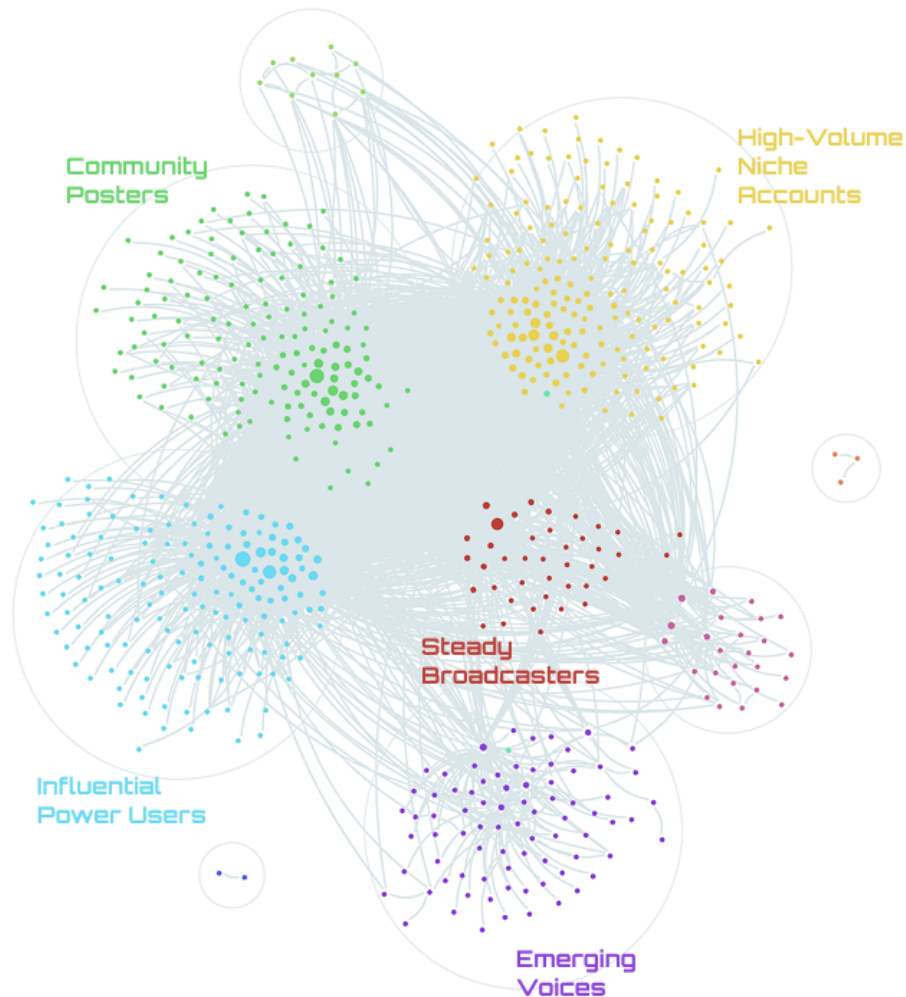 High-Volume
Niche
Accounts
Community
Posters
Steady
Broadcasters
Influential
Power Users
Emerging
Voices